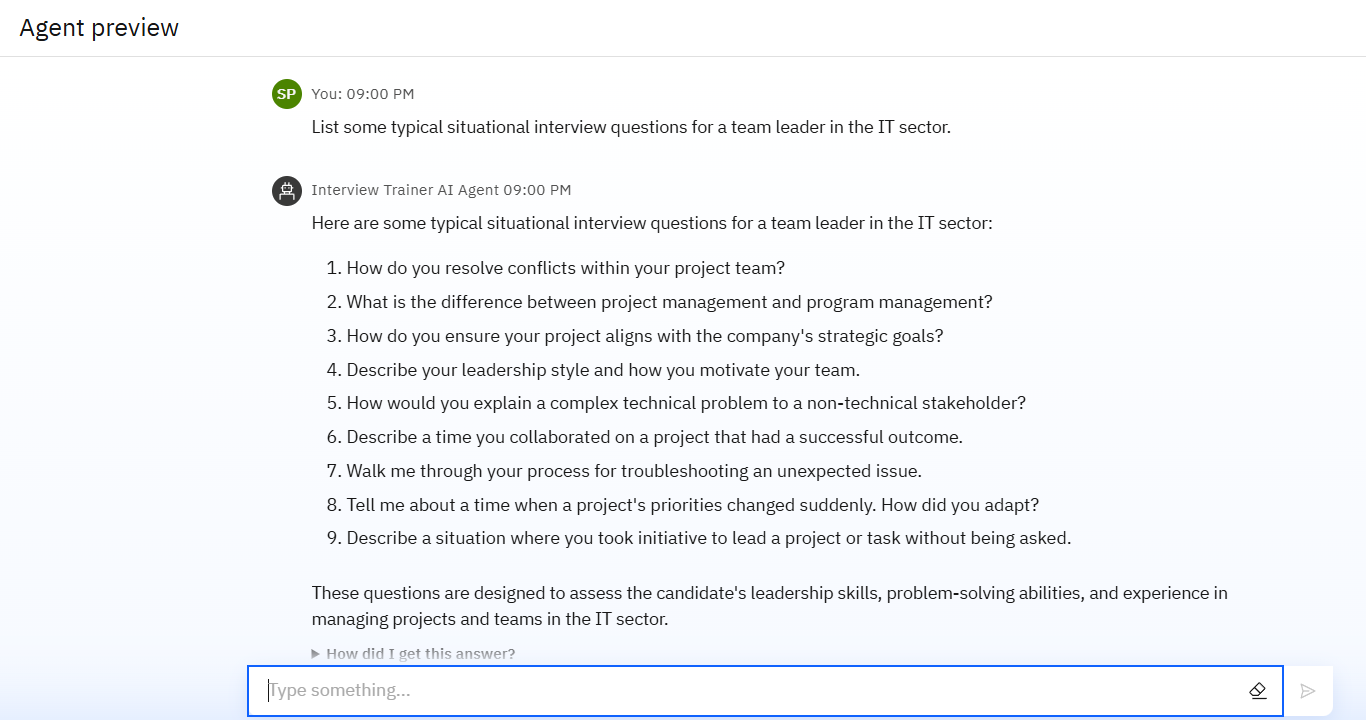 Agent preview
SP
You: 09:00 PM
List some typical situational interview questions for a team leader in the IT sector.
Interview Trainer AI Agent 09:00 PM
Here are some typical situational interview questions for a team leader in the IT sector:
1. How do you resolve conflicts within your project team?
2. What is the difference between project management and program management?
3. How do you ensure your project aligns with the company's strategic goals?
4. Describe your leadership style and how you motivate your team.
5. How would you explain a complex technical problem to a non-technical stakeholder?
6. Describe a time you collaborated on a project that had a successful outcome.
7. Walk me through your process for troubleshooting an unexpected issue.
8. Tell me about a time when a project's priorities changed suddenly. How did you adapt?
9. Describe a situation where you took initiative to lead a project or task without being asked.
These questions are designed to assess the candidate's leadership skills, problem-solving abilities, and experience in
managing projects and teams in the IT sector.
How did I get this answer?
Type something...